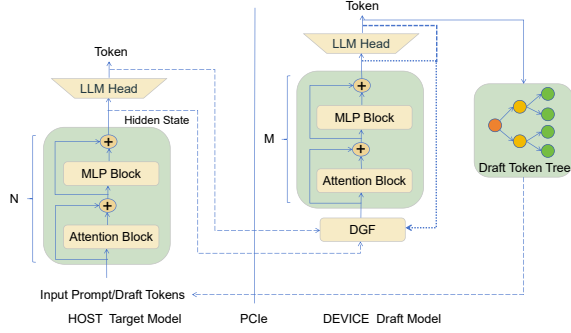 Token
LLM Head
Hidden State
N
MLP Block
Attention Block
Input Prompt/Draft Tokens
HOST Target Model
PCIe
Token
LLM Head
M
MLP Block
Attention Block
DGF
DEVICE Draft Model
Draft Token Tree